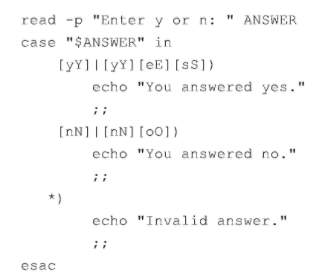 read -p "Enter y or n: " ANSWER
case "$ANSWER" in
[yY]|[yY][eE][sS])
echo "You answered yes."
;;
[nN]|[nN][oO])
echo "You answered no."
;;
*)
echo "Invalid answer."
;;
esac